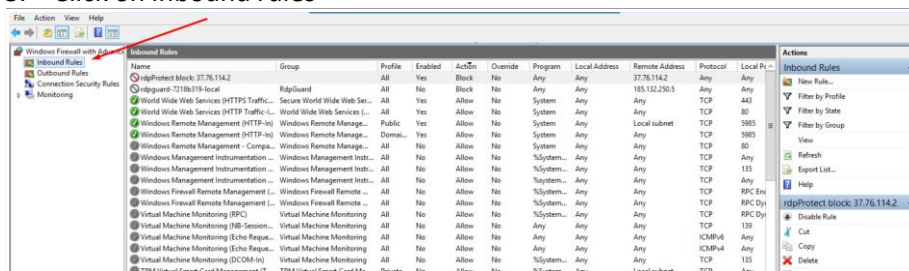 Click on Inbound rules
File Action View Help
Windows Firewall with Advance
Inbound Rules
Outbound Rules
Connection Security Rules
Monitoring
Inbound Rules
Name Group Profile Enabled Action Override Program Local Address Remote Address Protocol Local Po
rdpProtect block: 37.76.114.2 All Yes Block No Any Any 37.76.114.2 Any Any
rdpguard-7218b319-local RdpGuard All No Block No Any Any 185.132.250.5 Any Any
World Wide Web Services (HTTPS Traffic... Secure World Wide Web Ser... All Yes Allow No System Any Any TCP 443
World Wide Web Services (HTTP Traffic-I... World Wide Web Services (... All Yes Allow No System Any Any TCP 80
Windows Remote Management (HTTP-In) Windows Remote Manage... Public Yes Allow No System Any Local subnet TCP 5985
Windows Remote Management (HTTP-In) Windows Remote Manage... Domai... Yes Allow No System Any Any TCP 5985
Windows Remote Management - Compa... Windows Remote Manage... All No Allow No System Any Any TCP 80
Windows Management Instrumentation ... Windows Management Instr... All No Allow No %System... Any Any TCP Any
Windows Management Instrumentation ... Windows Management Instr... All No Allow No %System... Any Any TCP 135
Windows Management Instrumentation ... Windows Management Instr... All No Allow No %system... Any Any TCP Any
Windows Firewall Remote Management (... Windows Firewall Remote ... All No Allow No %System... Any Any TCP RPC En
Windows Firewall Remote Management (... Windows Firewall Remote ... All No Allow No %System... Any Any TCP RPC Dy
Virtual Machine Monitoring (RPC) Virtual Machine Monitoring All No Allow No %System... Any Any TCP RPC Dy
Virtual Machine Monitoring (NB-Session... Virtual Machine Monitoring All No Allow No Any Any Any TCP 139
Virtual Machine Monitoring (Echo Reque... Virtual Machine Monitoring All No Allow No Any Any Any ICMPv6 Any
Virtual Machine Monitoring (Echo Reque... Virtual Machine Monitoring All No Allow No Any Any Any ICMPv4 Any
Virtual Machine Monitoring (DCOM-In) Virtual Machine Monitoring All No Allow No %System... Any Any TCP 135
Actions
Inbound Rules
New Rule...
Filter by Profile
Filter by State
Filter by Group
View
Refresh
Export List...
Help
rdpProtect block: 37.76.114.2
Disable Rule
Cut
Copy
Delete